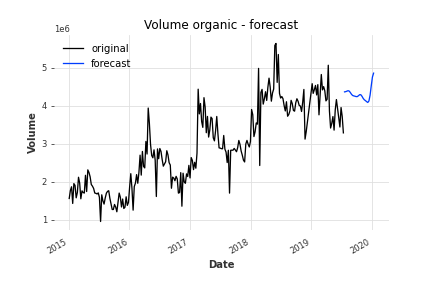 Volume organic - forecast
1e6
original
forecast
5
4
3
2
1
Volume
2015
2016
2017
2018
2019
2020
Date